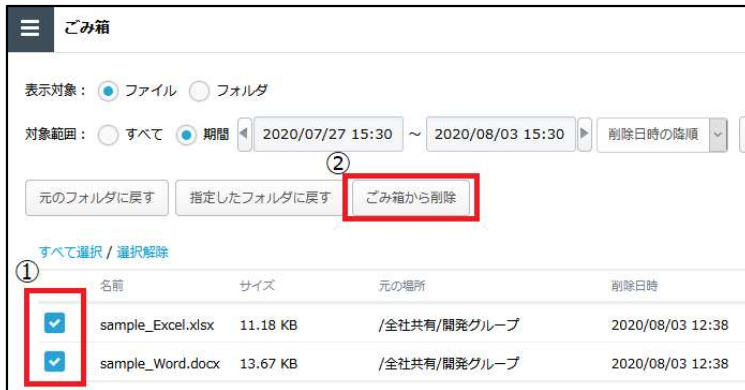 ごみ箱
表示対象： ファイル フォルダ
対象範囲： すべて 期間 2020/07/27 15:30 ～ 2020/08/03 15:30 削除日時の降順
②
元のフォルダに戻す 指定したフォルダに戻す ごみ箱から削除
すべて選択 / 選択解除
①
名前 サイズ 元の場所 削除日時
sample_Excel.xlsx 11.18 KB /全社共有/開発グループ 2020/08/03 12:38
sample_Word.docx 13.67 KB /全社共有/開発グループ 2020/08/03 12:38